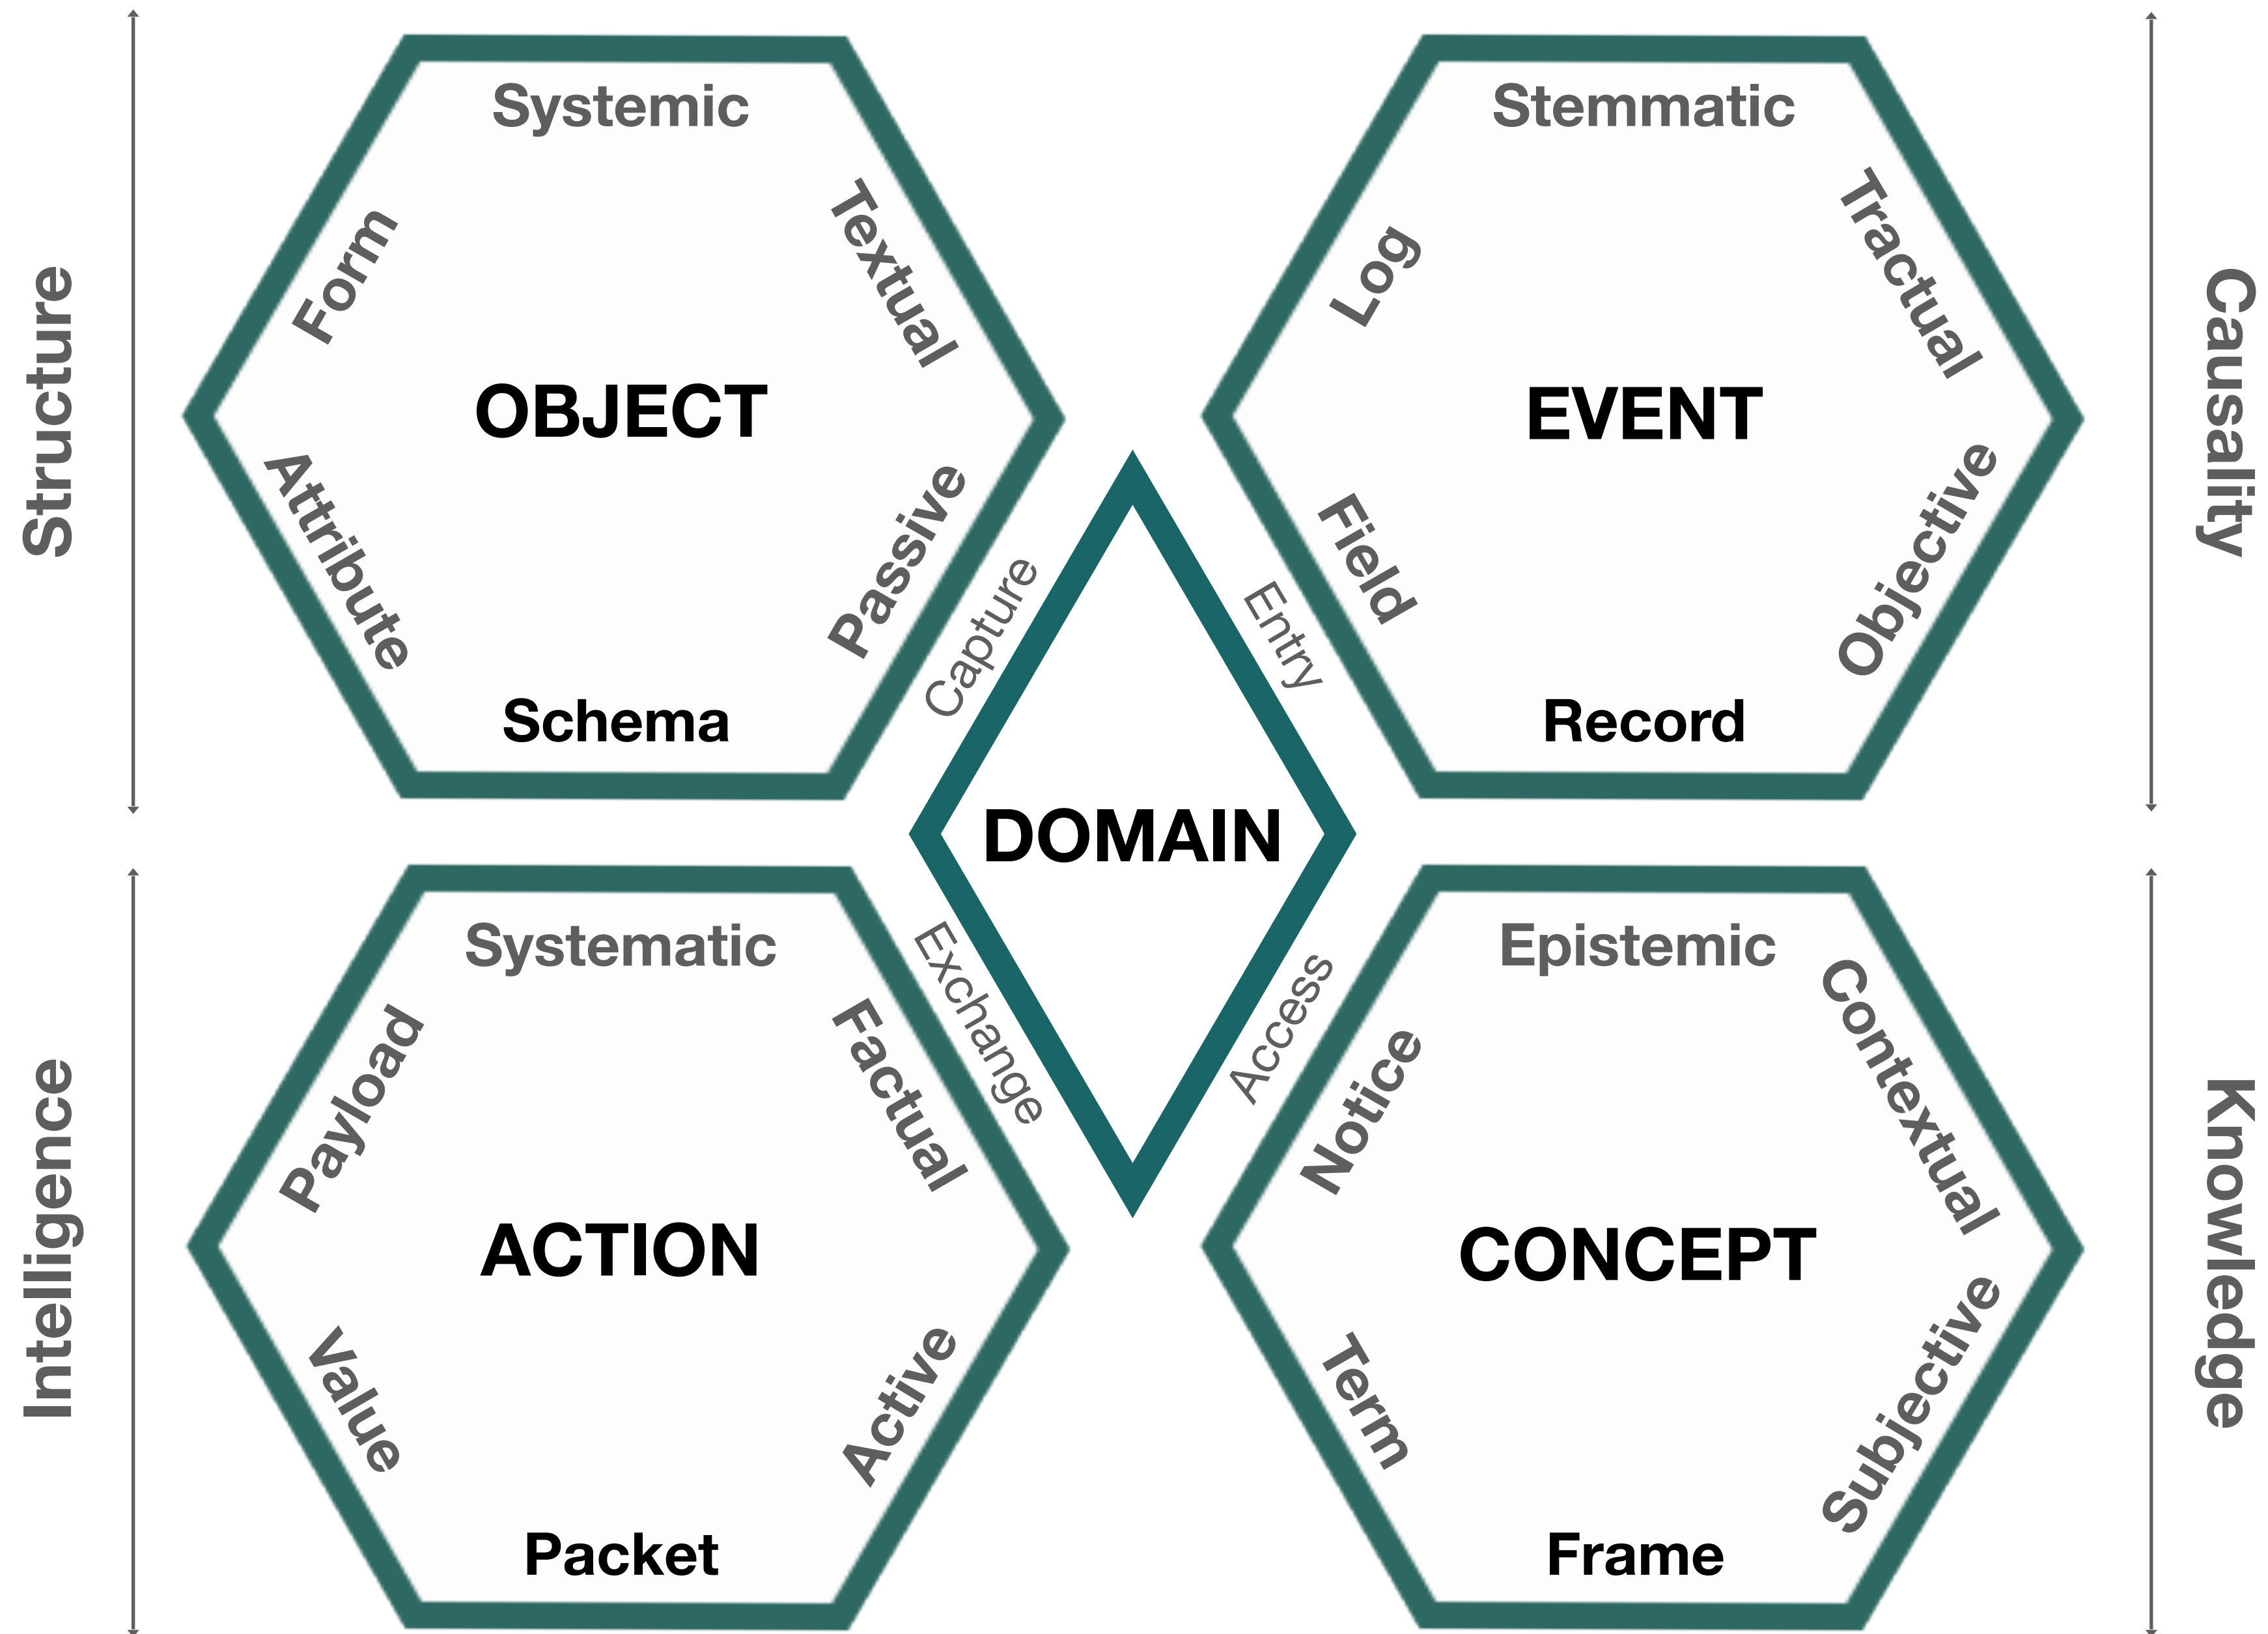 Structure
Systemic
Form
Textual
OBJECT
Attribute
Passive
Schema
Capture
Stemmatic
Log
Tractual
EVENT
Field
Objective
Record
Entry
Causality
DOMAIN
Intelligence
Systematic
Payload
Factual
ACTION
Value
Active
Packet
Exchange
Epistemic
Notice
Contextual
CONCEPT
Term
Subjective
Frame
Access
Knowledge